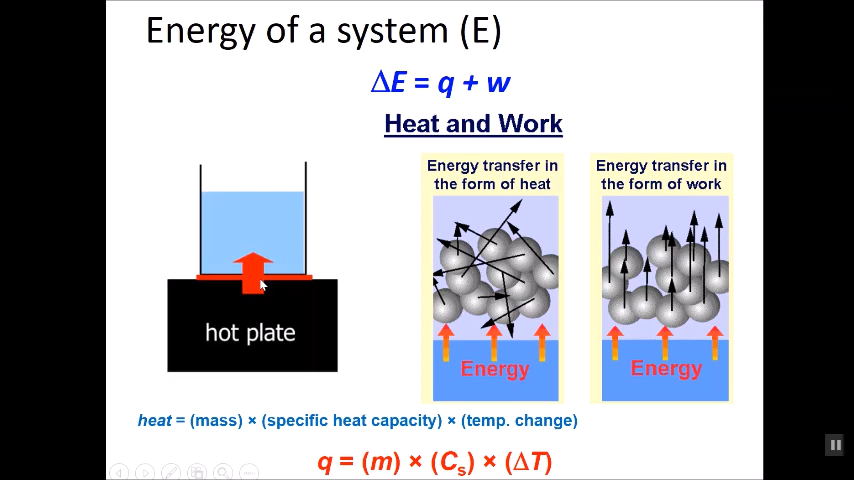 Energy of a system (E)
ΔE = q + w
Heat and Work
Energy transfer in
the form of heat
Energy transfer in
the form of work
hot plate
Energy
Energy
heat = (mass) × (specific heat capacity) × (temp. change)
q = (m) × (Cs) × (ΔT)